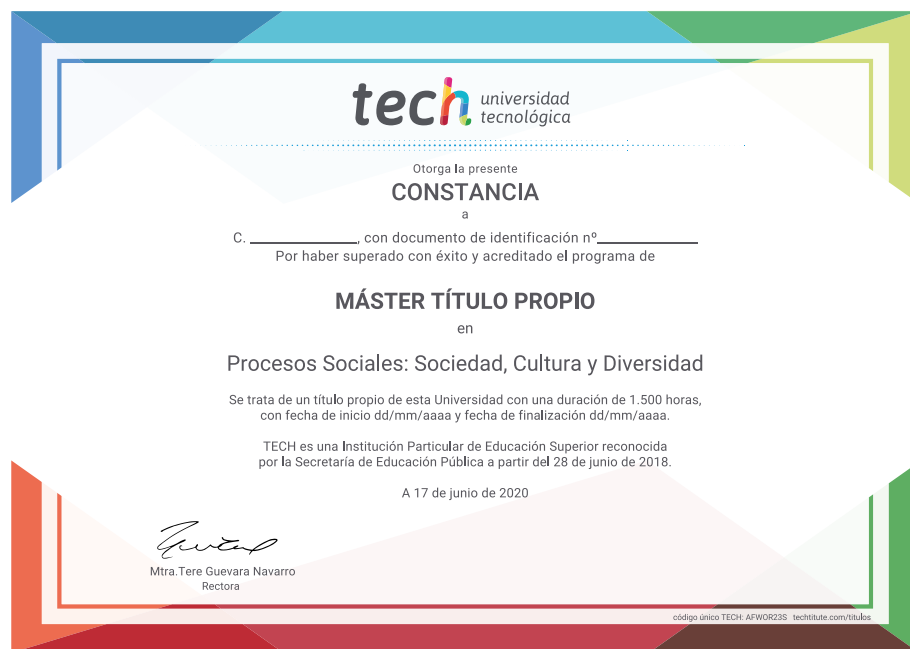 tech universidad
tecnológica
Otorga la presente
CONSTANCIA
a
C. ____________, con documento de identificación nº____________
Por haber superado con éxito y acreditado el programa de
MÁSTER TÍTULO PROPIO
en
Procesos Sociales: Sociedad, Cultura y Diversidad
Se trata de un título propio de esta Universidad con una duración de 1.500 horas,
con fecha de inicio dd/mm/aaaa y fecha de finalización dd/mm/aaaa.
TECH es una Institución Particular de Educación Superior reconocida
por la Secretaría de Educación Pública a partir del 28 de junio de 2018.
A 17 de junio de 2020
Mtra.Tere Guevara Navarro
Rectora
código único TECH: AFWOR23S techtitute.com/titulos